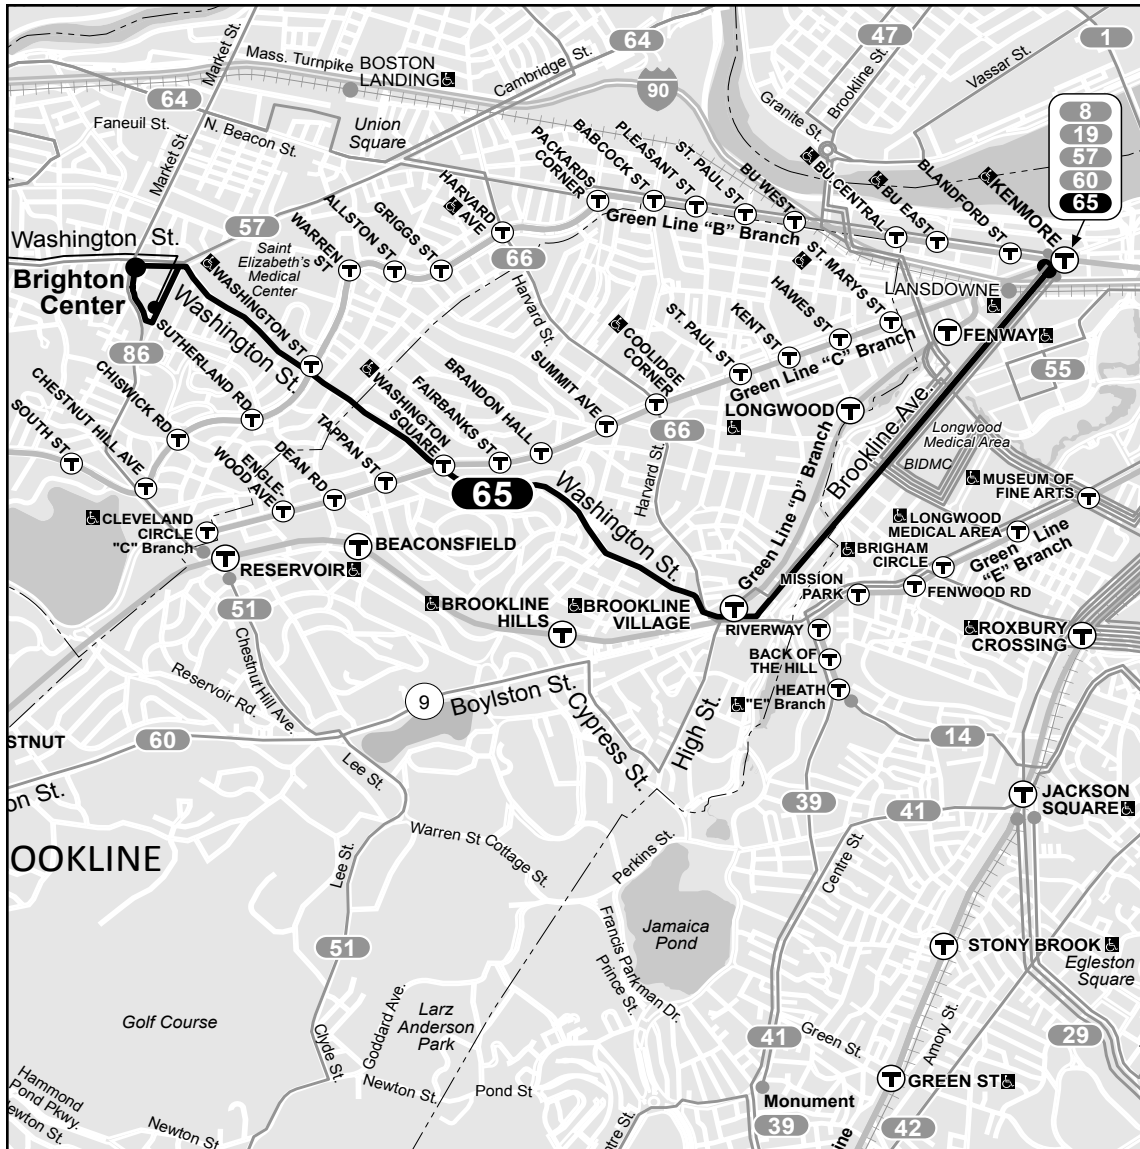 64
47
1
Market St.
Mass. Turnpike
BOSTON
LANDING
Cambridge St.
90
Brookline St.
Vassar St.
Granite St.
64
Faneuil St.
N. Beacon St.
Union
Square
Market St.
8
19
57
60
65
PACKARDS
CORNER
BABCOCK ST
PLEASANT ST
ST. PAUL ST
BU WEST
BU CENTRAL
BU EAST
BLANDFORD ST
KENMORE
HARVARD
AVE
Green Line "B" Branch
Washington St.
57
WARREN
ST
ALLSTON ST
GRIGGS ST
66
Saint
Elizabeth's
Medical
Center
Brighton
Center
WASHINGTON ST
Washington St.
Harvard St.
ST. MARYS ST
LANSDOWNE
HAWES ST
KENT ST
ST. PAUL ST
Green Line "C" Branch
FENWAY
COOLIDGE
CORNER
SUTHERLAND RD
86
CHISWICK RD
CHESTNUT HILL AVE
SOUTH ST
WASHINGTON
SQUARE
FAIRBANKS ST
BRANDON HALL
SUMMIT AVE
55
66
LONGWOOD
Brookline Ave.
Longwood
Medical Area
BIDMC
TAPPAN ST
DEAN RD
ENGLE-
WOOD AVE
Harvard St.
Green Line "D" Branch
65
Washington St.
MUSEUM OF
FINE ARTS
CLEVELAND
CIRCLE
"C" Branch
LONGWOOD
MEDICAL AREA
BEACONSFIELD
BRIGHAM
CIRCLE
Green Line
"E" Branch
RESERVOIR
MISSION
PARK
FENWOOD RD
51
BROOKLINE
HILLS
BROOKLINE
VILLAGE
RIVERWAY
ROXBURY
CROSSING
BACK OF
THE HILL
Chestnut Hill Ave.
Reservoir Rd.
9
Boylston St.
Cypress St.
High St.
HEATH
"E" Branch
STNUT
60
14
Lee St.
on St.
39
41
JACKSON
SQUARE
Warren St
Cottage St.
Perkins St.
Centre St.
OOKLINE
Lee St.
Jamaica
Pond
51
Francis Parkman Dr.
Prince St.
STONY BROOK
Egleston
Square
Golf Course
Goddard Ave.
Larz
Anderson
Park
Clyde St.
41
Green St.
Amory St.
29
Hammond
Pond Pkwy.
Newton St.
Pond St
GREEN ST
Monument
ewton St.
Newton St.
39
42
ntre St.
ine